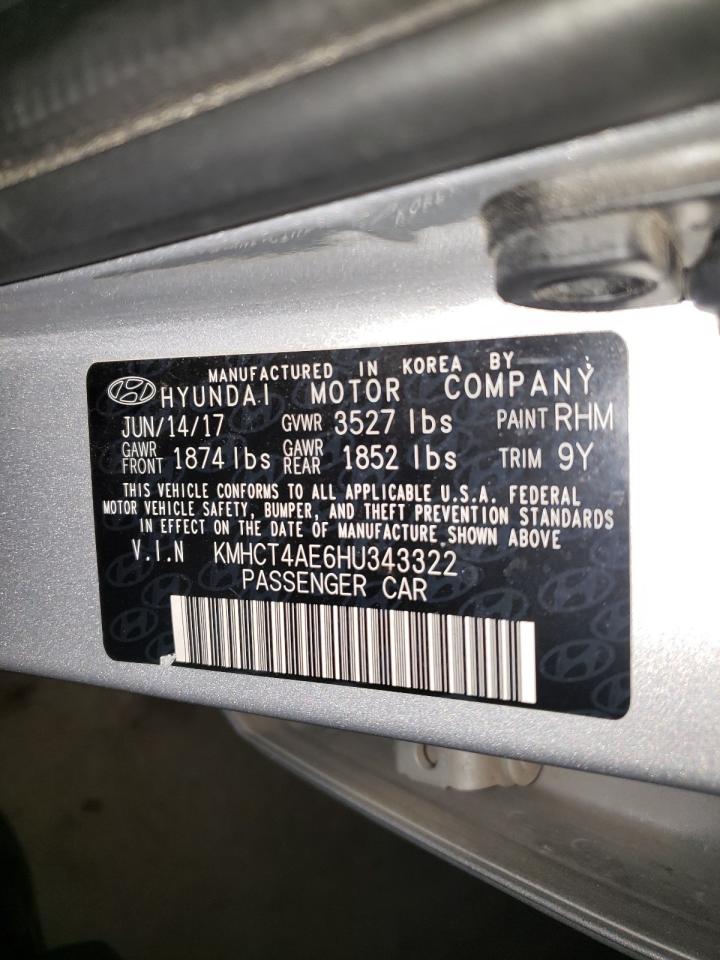 MANUFACTURED IN KOREA BY
HYUNDAI MOTOR COMPANY
JUN/14/17 GVWR 3527 lbs PAINT RHM
GAWR FRONT 1874 lbs GAWR REAR 1852 lbs TRIM 9Y
THIS VEHICLE CONFORMS TO ALL APPLICABLE U.S.A. FEDERAL
MOTOR VEHICLE SAFETY, BUMPER, AND THEFT PREVENTION STANDARDS
IN EFFECT ON THE DATE OF MANUFACTURE SHOWN ABOVE
V.I.N KMHCT4AE6HU343322
PASSENGER CAR